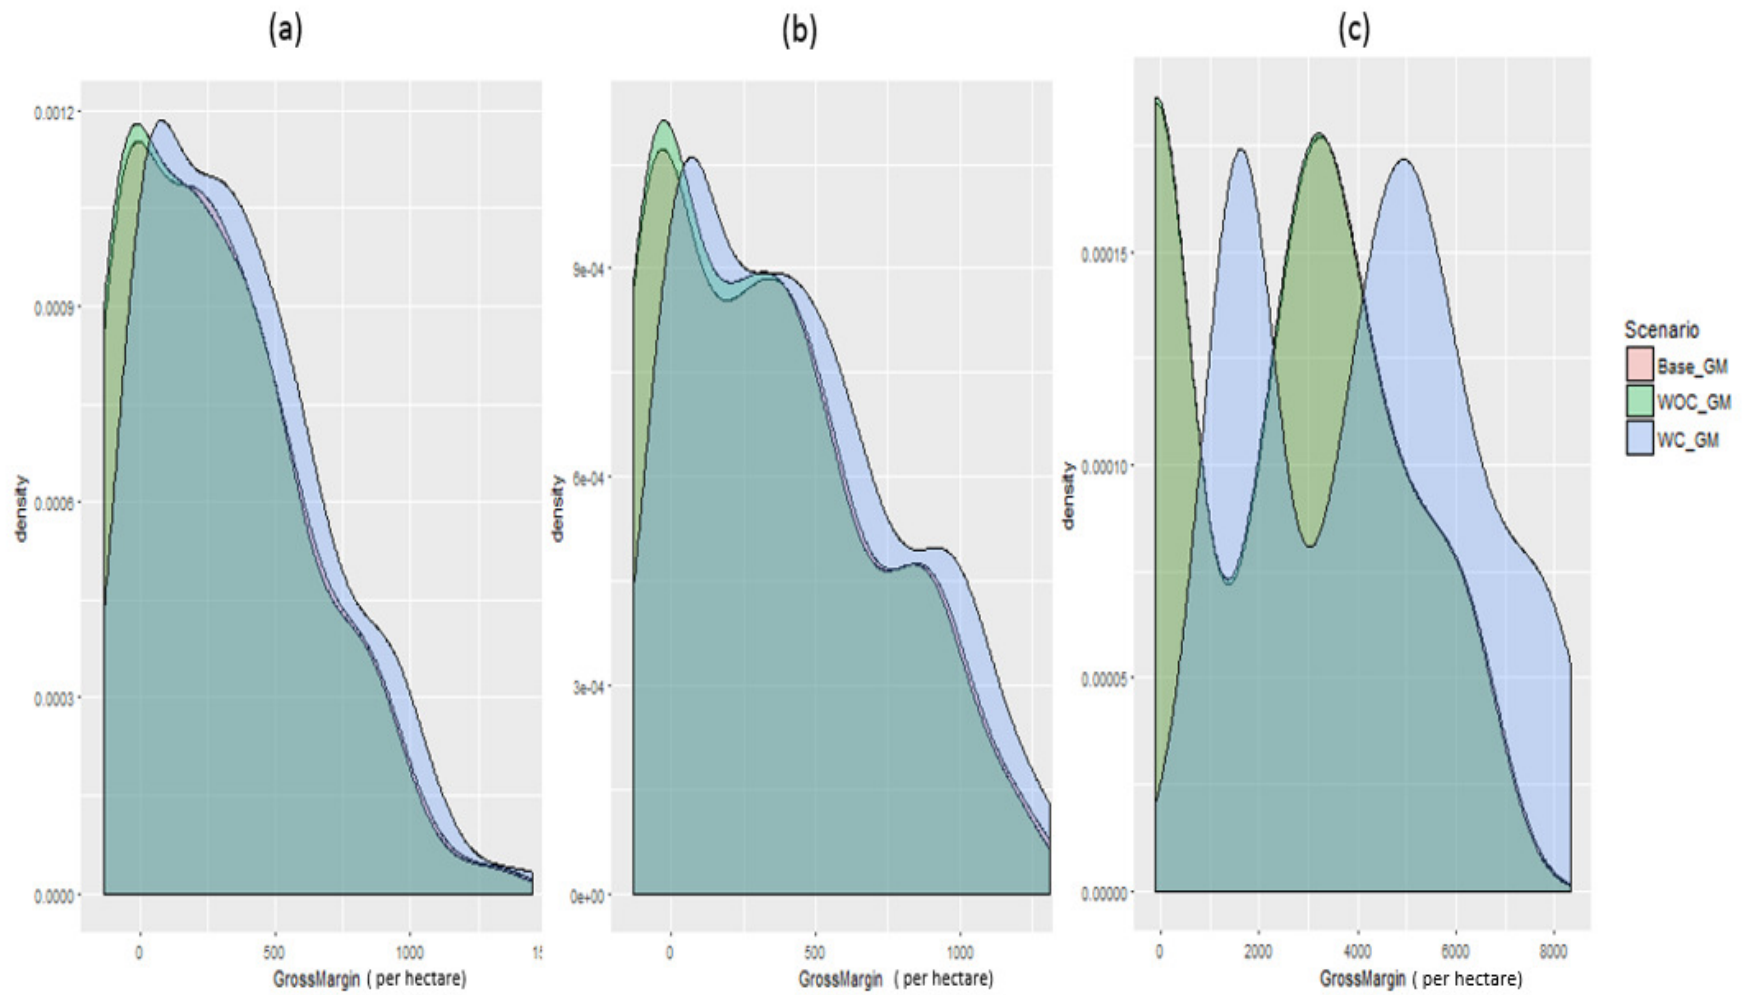 (a)
(b)
(c)
0.0012
0.0009
0.0006
0.0003
0.0000
density
0
500
1000
15
GrossMargin ( per hectare)
9e-04
6e-04
3e-04
0e+00
density
0
500
1000
GrossMargin ( per hectare)
0.00015
0.00010
0.00005
0.00000
density
0
2000
4000
6000
8000
GrossMargin ( per hectare)
Scenario
Base_GM
WOC_GM
WC_GM